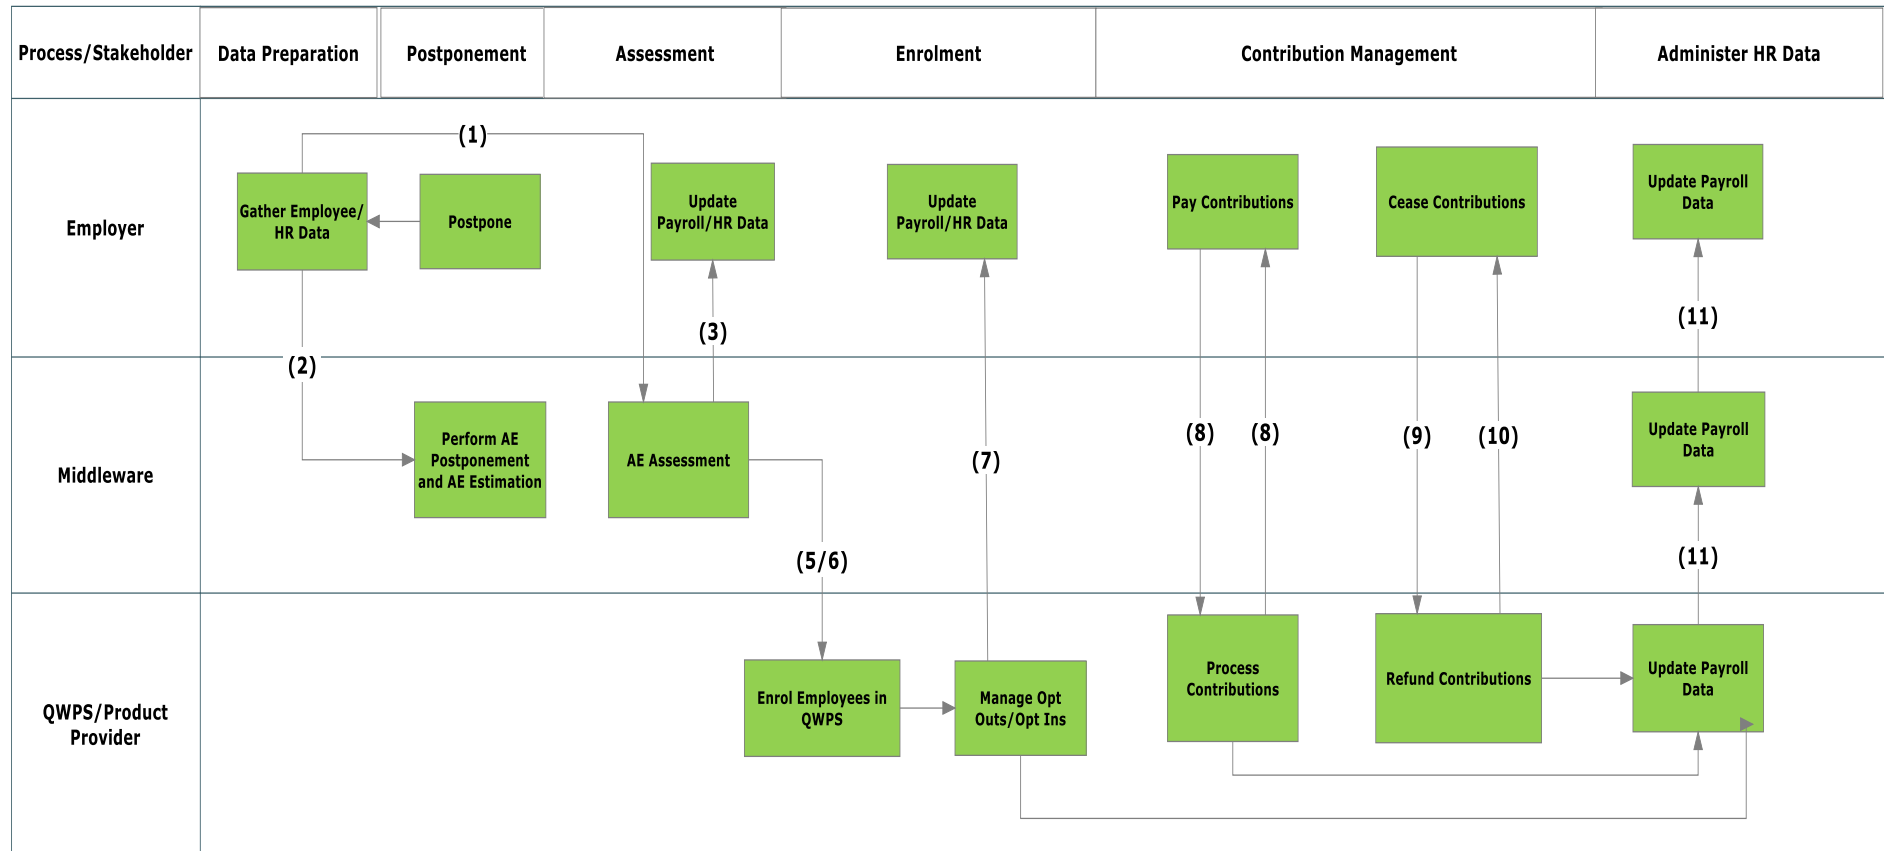 Process/Stakeholder
Data Preparation
Postponement
Assessment
Enrolment
Contribution Management
Administer HR Data
Employer
(1)
Gather Employee/
HR Data
Postpone
Update
Payroll/HR Data
Update
Payroll/HR Data
Pay Contributions
Cease Contributions
Update Payroll
Data
(2)
(3)
(11)
Middleware
Perform AE
Postponement
and AE Estimation
AE Assessment
(7)
(8)
(8)
(9)
(10)
Update Payroll
Data
(5/6)
(11)
QWPS/Product
Provider
Enrol Employees in
QWPS
Manage Opt
Outs/Opt Ins
Process
Contributions
Refund Contributions
Update Payroll
Data